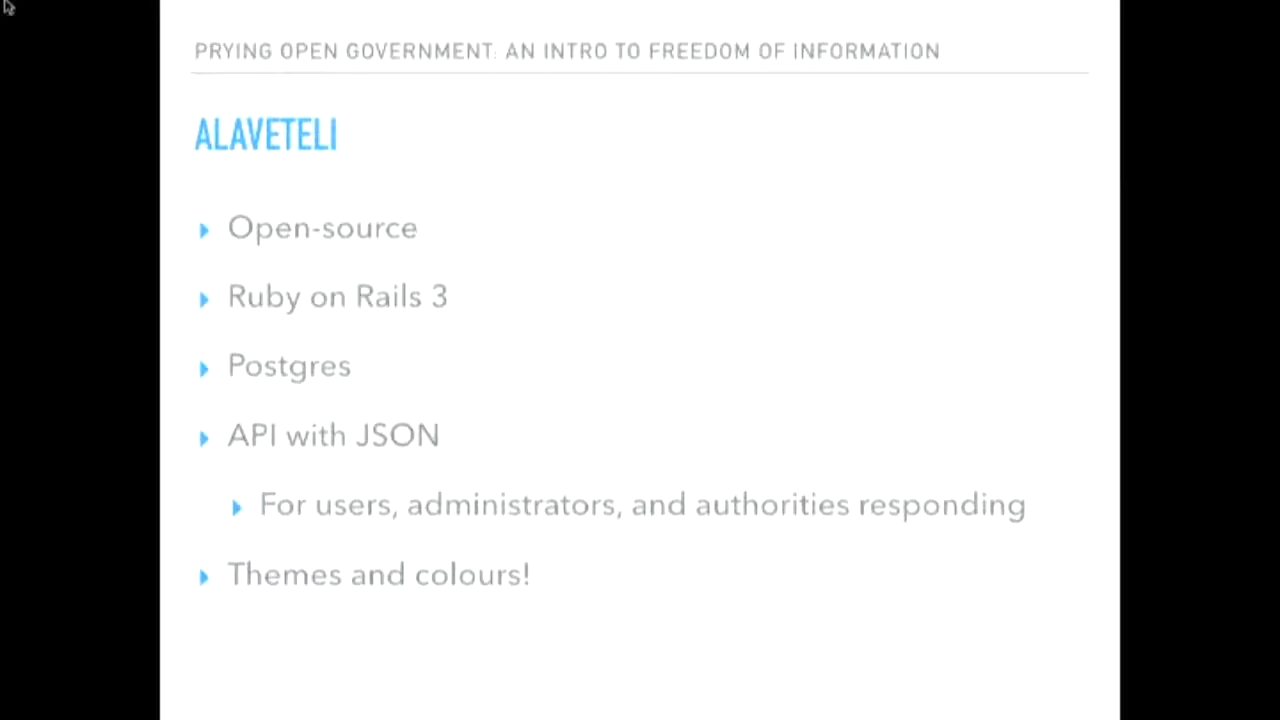 PRYING OPEN GOVERNMENT: AN INTRO TO FREEDOM OF INFORMATION
ALAVETELI
Open-source
Ruby on Rails 3
Postgres
API with JSON
For users, administrators, and authorities responding
Themes and colours!